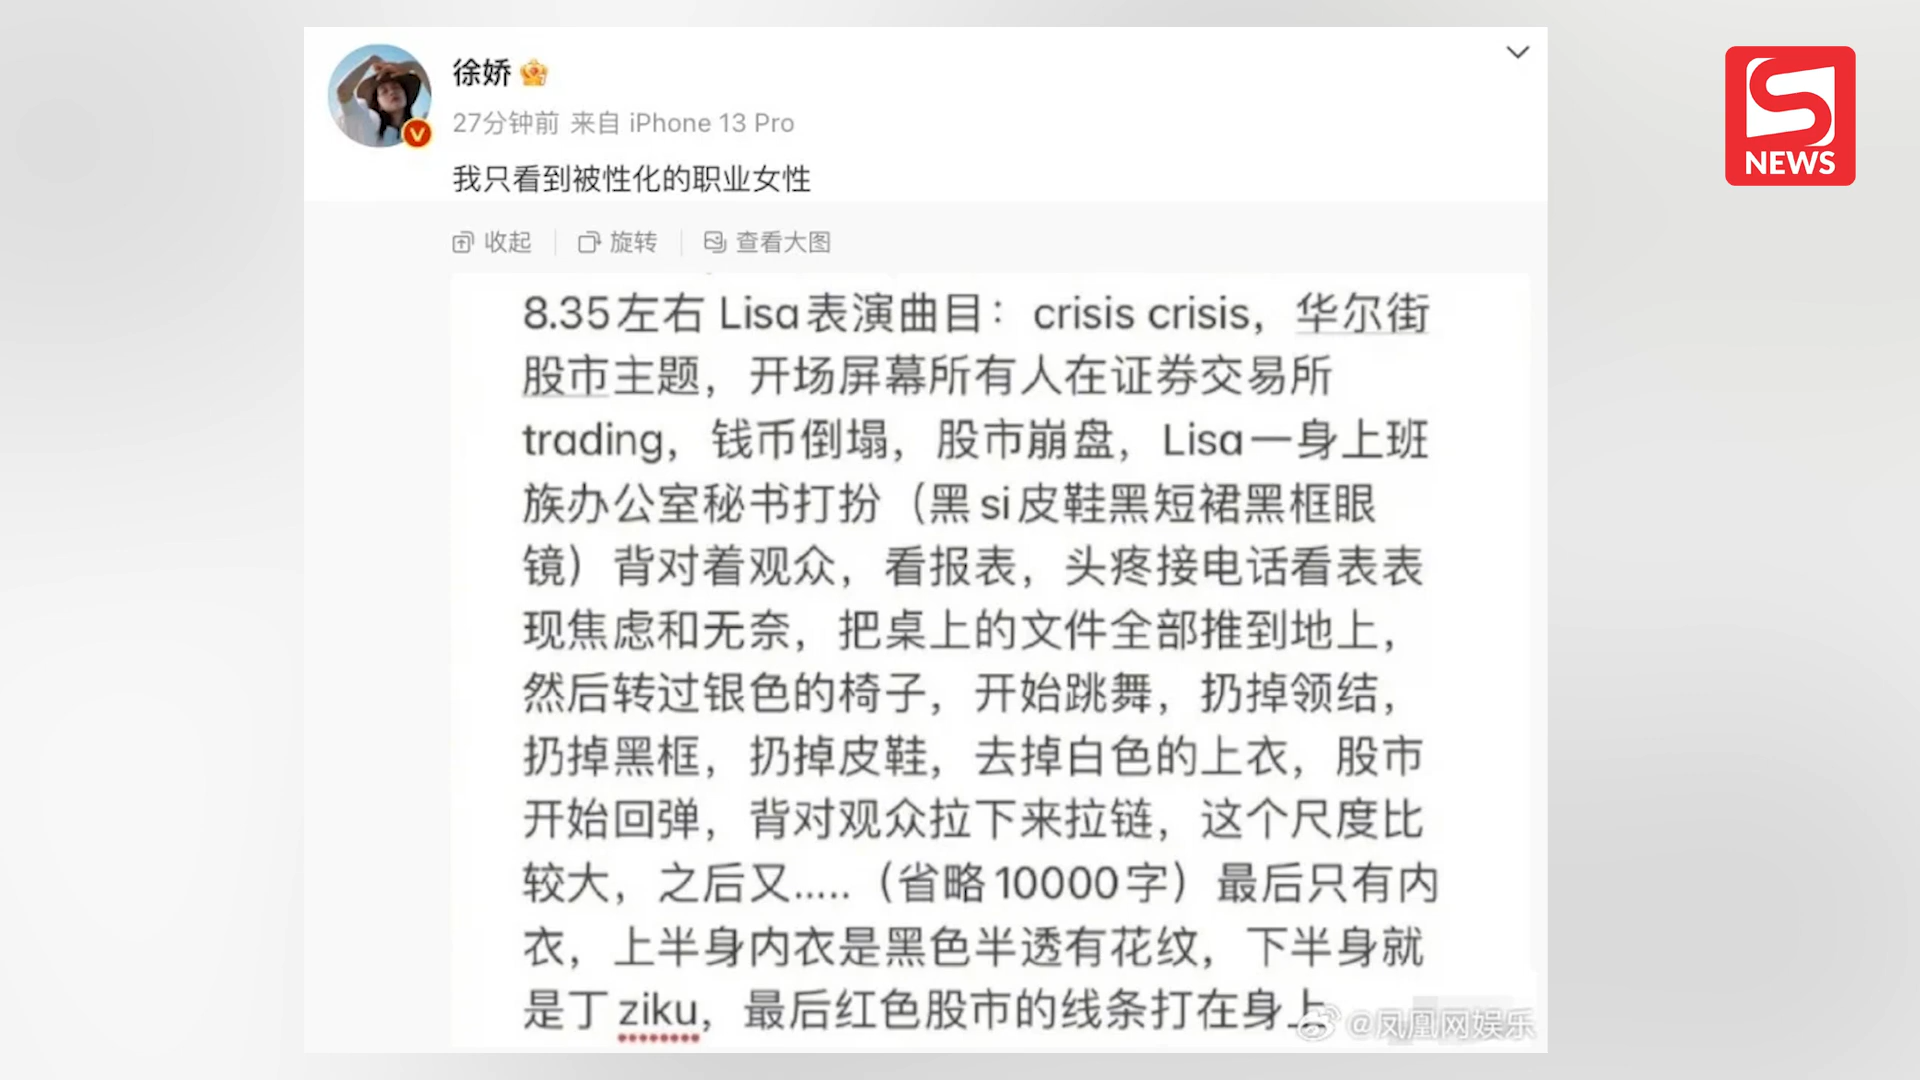 徐娇
27分钟前 来自 iPhone 13 Pro
我只看到被性化的职业女性
收起 旋转 查看大图
8.35左右 Lisa表演曲目：crisis crisis，华尔街
股市主题，开场屏幕所有人在证券交易所
trading，钱币倒塌，股市崩盘，Lisa一身上班
族办公室秘书打扮（黑si皮鞋黑短裙黑框眼
镜）背对着观众，看报表，头疼接电话看表表
现焦虑和无奈，把桌上的文件全部推到地上，
然后转过银色的椅子，开始跳舞，扔掉领结，
扔掉黑框，扔掉皮鞋，去掉白色的上衣，股市
开始回弹，背对观众拉下来拉链，这个尺度比
较大，之后又.....（省略10000字）最后只有内
衣，上半身内衣是黑色半透有花纹，下半身就
是丁ziku，最后红色股市的线条打在身上
@凤凰网娱乐
S
NEWS